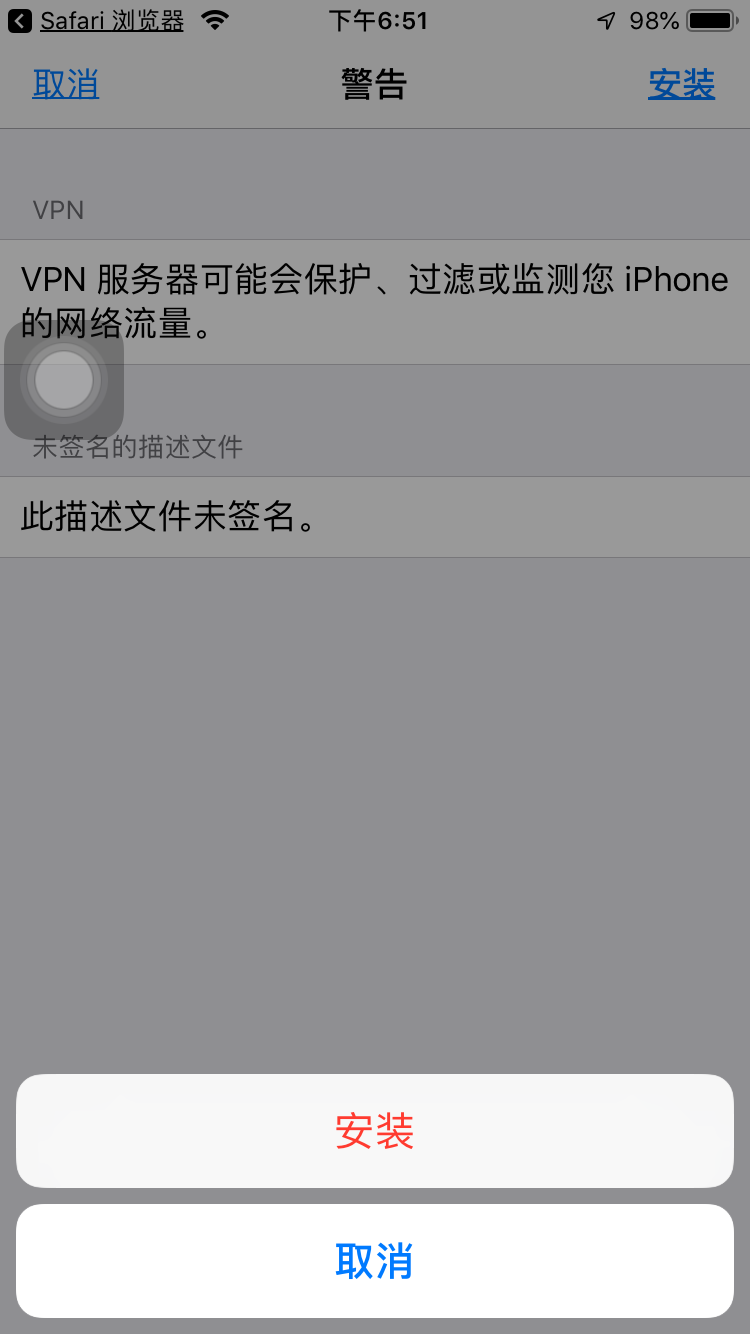 Safari 浏览器 下午6:51 98%
取消 警告 安装
VPN
VPN 服务器可能会保护、过滤或监测您 iPhone
的网络流量。
未签名的描述文件
此描述文件未签名。
安装
取消